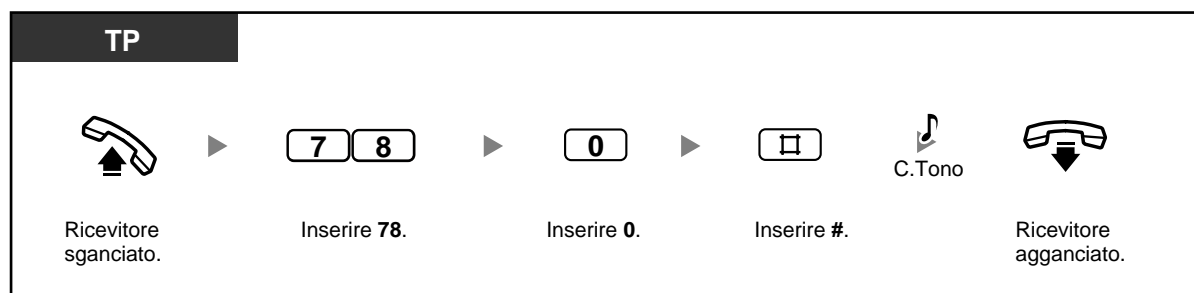 TP
7 8
0
#
C.Tono
Ricevitore
sganciato.
Inserire 78.
Inserire 0.
Inserire #.
Ricevitore
agganciato.